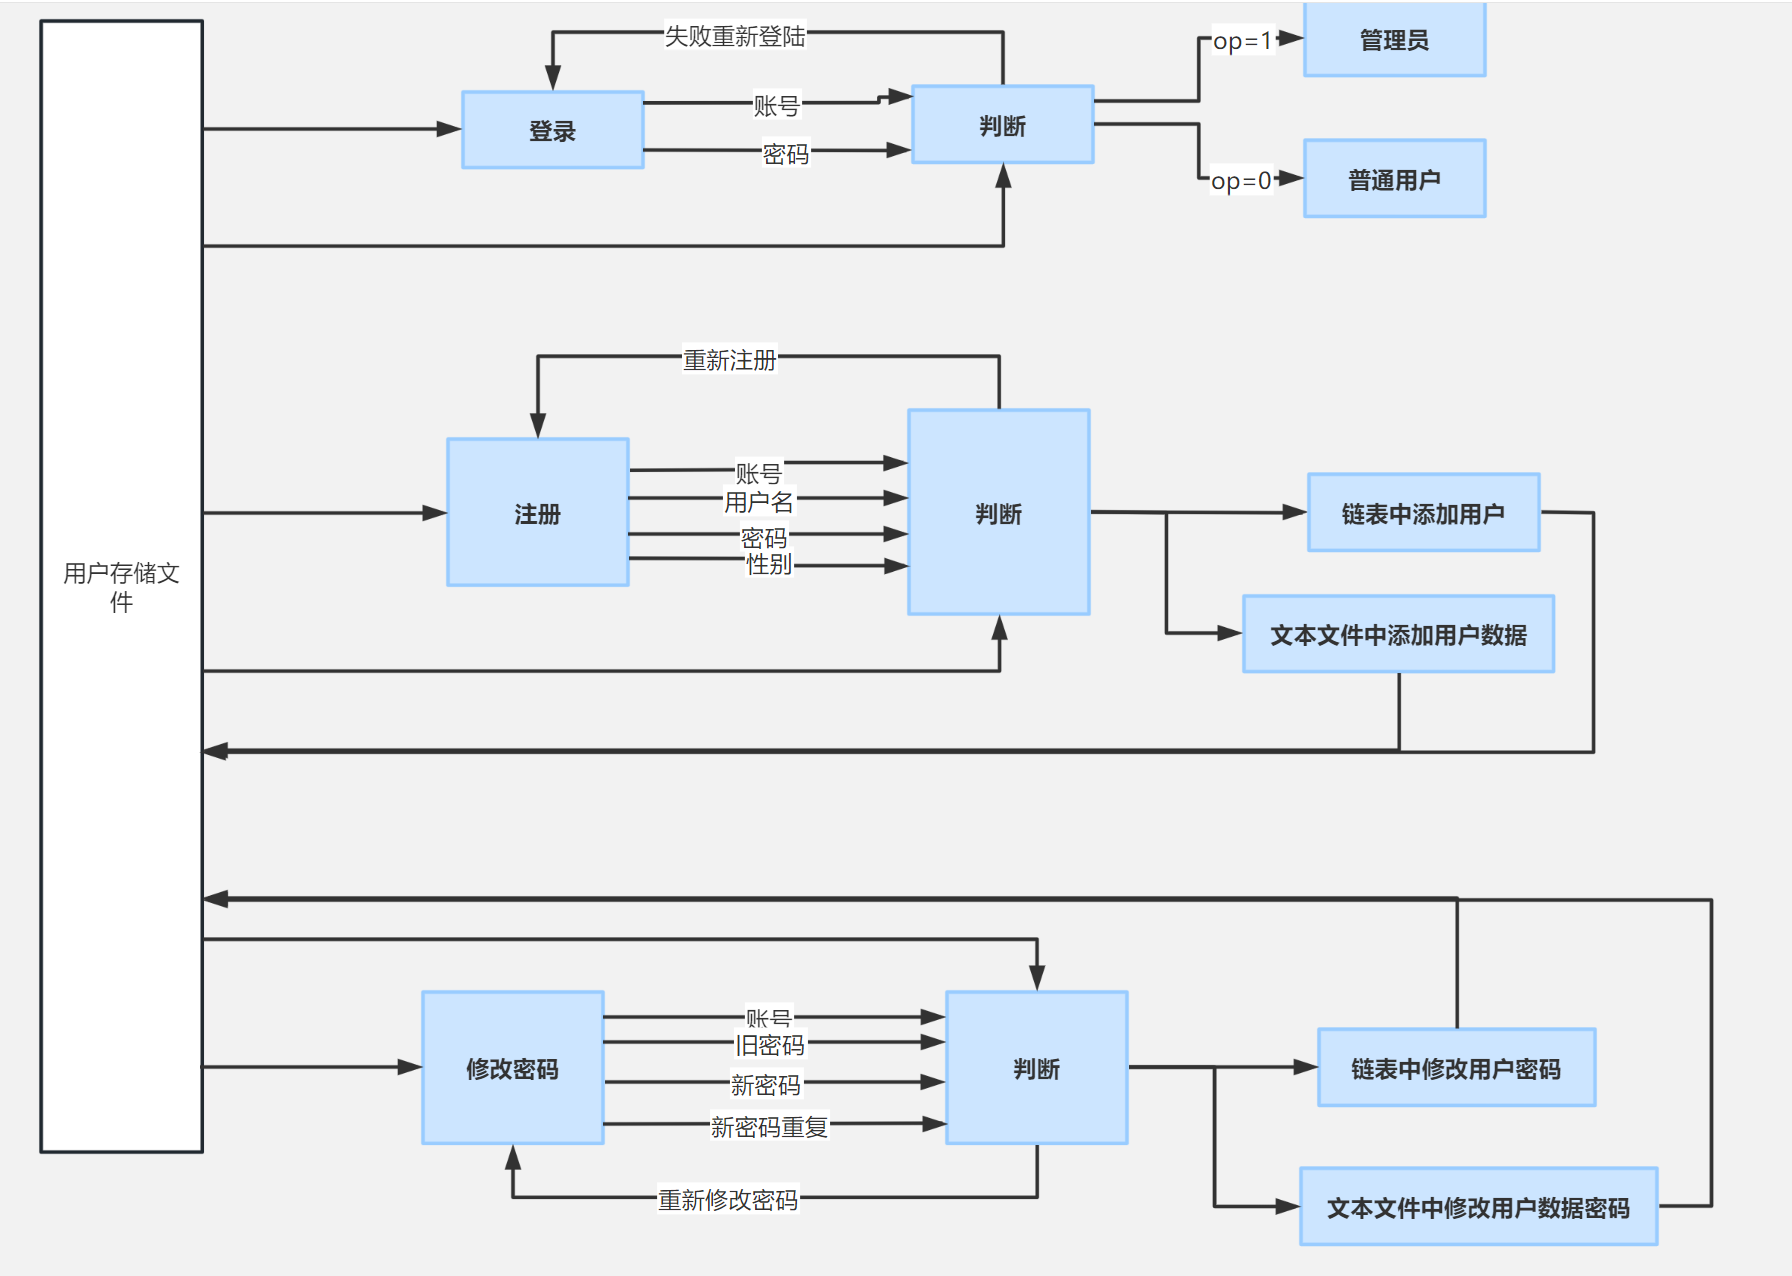 用户存储文
件
失败重新登陆
登录
账号
密码
判断
op=1
管理员
op=0
普通用户
重新注册
注册
账号
用户名
密码
性别
判断
链表中添加用户
文本文件中添加用户数据
修改密码
账号
旧密码
新密码
新密码重复
判断
重新修改密码
链表中修改用户密码
文本文件中修改用户数据密码